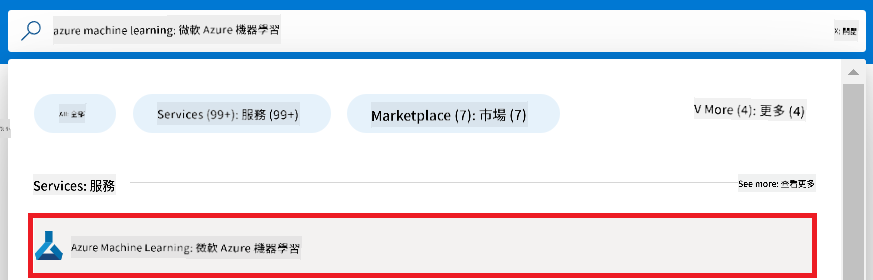 azure machine learning: 微軟 Azure 機器學習
X: 關閉
All: 全部
Services (99+): 服務 (99+)
Marketplace (7): 市場 (7)
V More (4): 更多 (4)
Services: 服務
See more: 查看更多
Azure Machine Learning: 微軟 Azure 機器學習